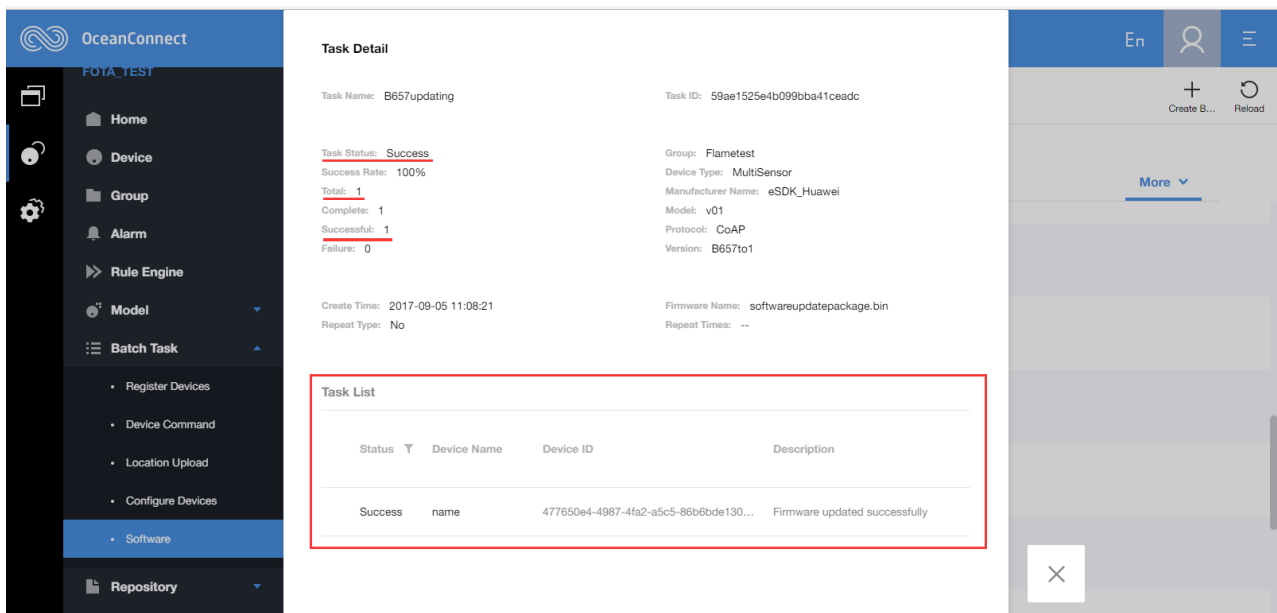 OceanConnect
En
FOTA_TEST
Create B...
Reload
Home
Device
Group
Alarm
Rule Engine
Model
Batch Task
Register Devices
Device Command
Location Upload
Configure Devices
Software
Repository
More
Task Detail
Task Name: B657updating
Task ID: 59ae1525e4b099bba41ceadc
Task Status: Success
Group: Flametest
Success Rate: 100%
Device Type: MultiSensor
Total: 1
Manufacturer Name: eSDK_Huawei
Complete: 1
Model: v01
Successful: 1
Protocol: CoAP
Failure: 0
Version: B657to1
Create Time: 2017-09-05 11:08:21
Firmware Name: softwareupdatepackage.bin
Repeat Type: No
Repeat Times: --
Task List
Status Device Name Device ID Description
Success name 477650e4-4987-4fa2-a5c5-86b6bde130... Firmware updated successfully